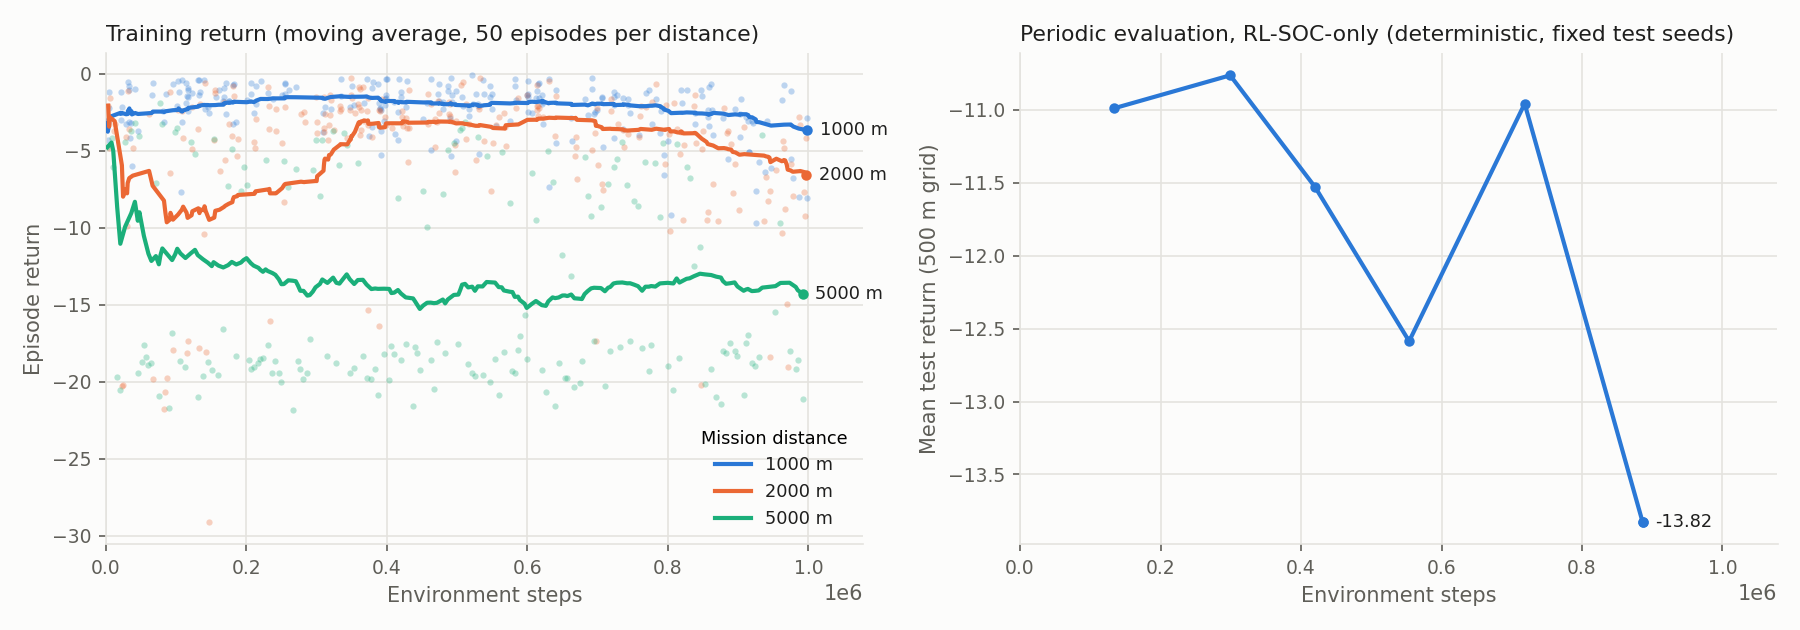 Training return (moving average, 50 episodes per distance)
0
−5
−10
−15
−20
−25
−30
Episode return
1000 m
2000 m
5000 m
Mission distance
1000 m
2000 m
5000 m
0.0 0.2 0.4 0.6 0.8 1.0
1e6
Environment steps
Periodic evaluation, RL-SOC-only (deterministic, fixed test seeds)
−11.0
−11.5
−12.0
−12.5
−13.0
−13.5
Mean test return (500 m grid)
-13.82
0.0 0.2 0.4 0.6 0.8 1.0
1e6
Environment steps